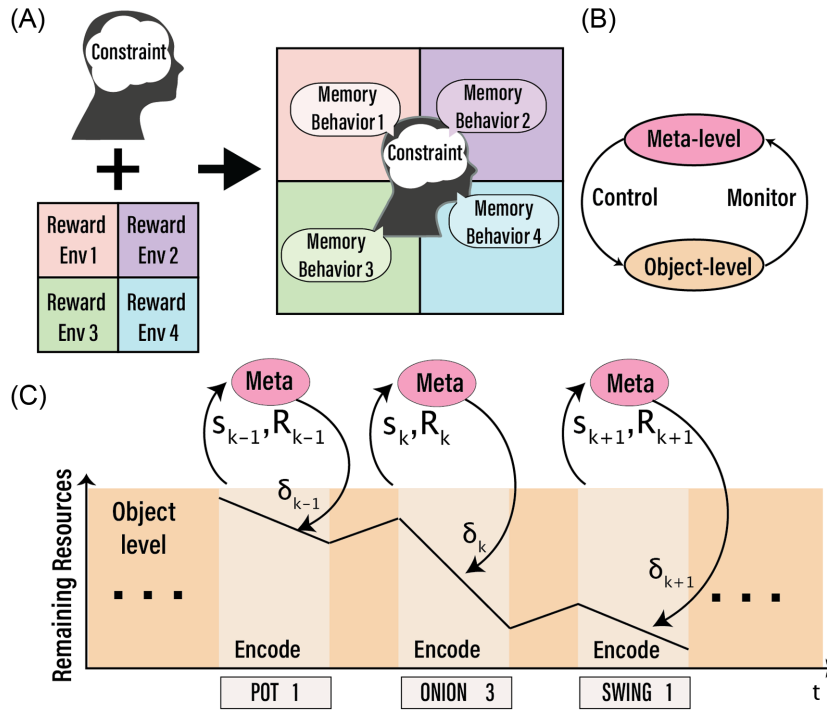 (A)
Constraint
Reward
Env 1
Reward
Env 2
Reward
Env 3
Reward
Env 4
Memory
Behavior 1
Memory
Behavior 2
Constraint
Memory
Behavior 3
Memory
Behavior 4
(B)
Meta-level
Control
Monitor
Object-level
(C)
Meta
Meta
Meta
s_{k-1}, R_{k-1}
s_k, R_k
s_{k+1}, R_{k+1}
δ_{k-1}
δ_k
δ_{k+1}
Remaining Resources
Object
level
Encode
Encode
Encode
POT 1
ONION 3
SWING 1
t